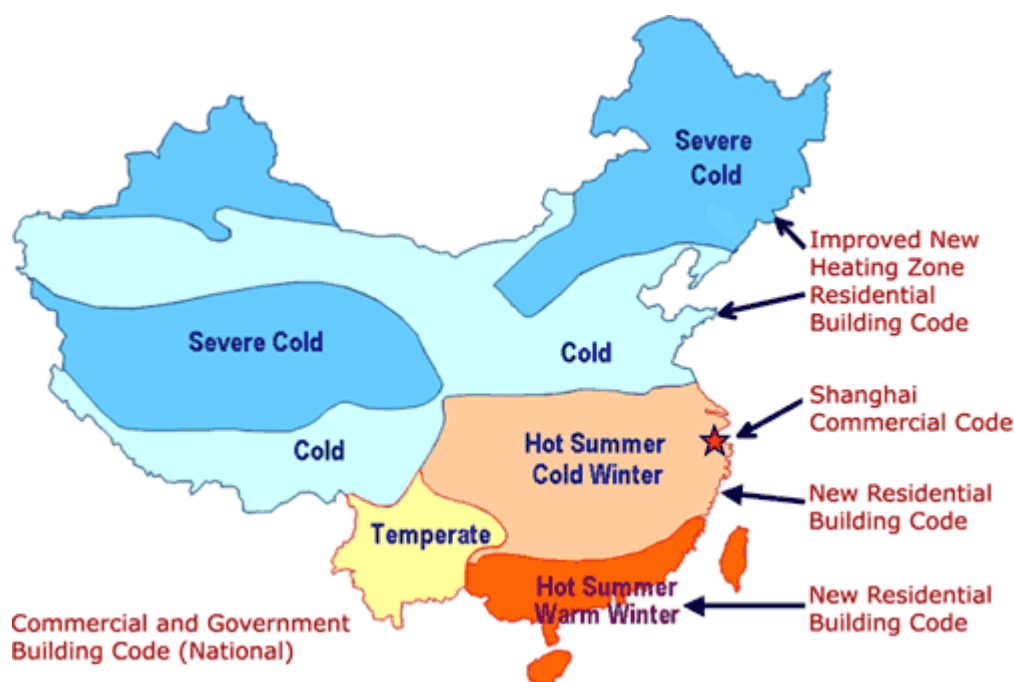 Severe
Cold
Improved New
Heating Zone
Residential
Building Code
Severe Cold
Cold
Shanghai
Commercial Code
Hot Summer
Cold Winter
Cold
New Residential
Building Code
Temperate
Hot Summer
Warm Winter
New Residential
Building Code
Commercial and Government
Building Code (National)